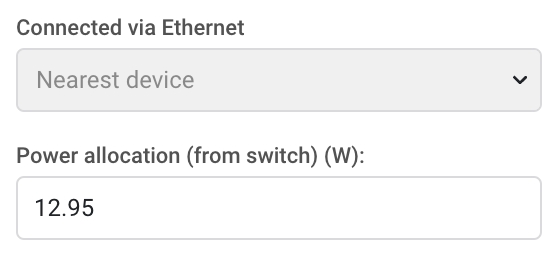 Connected via Ethernet
Nearest device
Power allocation (from switch) (W):
12.95